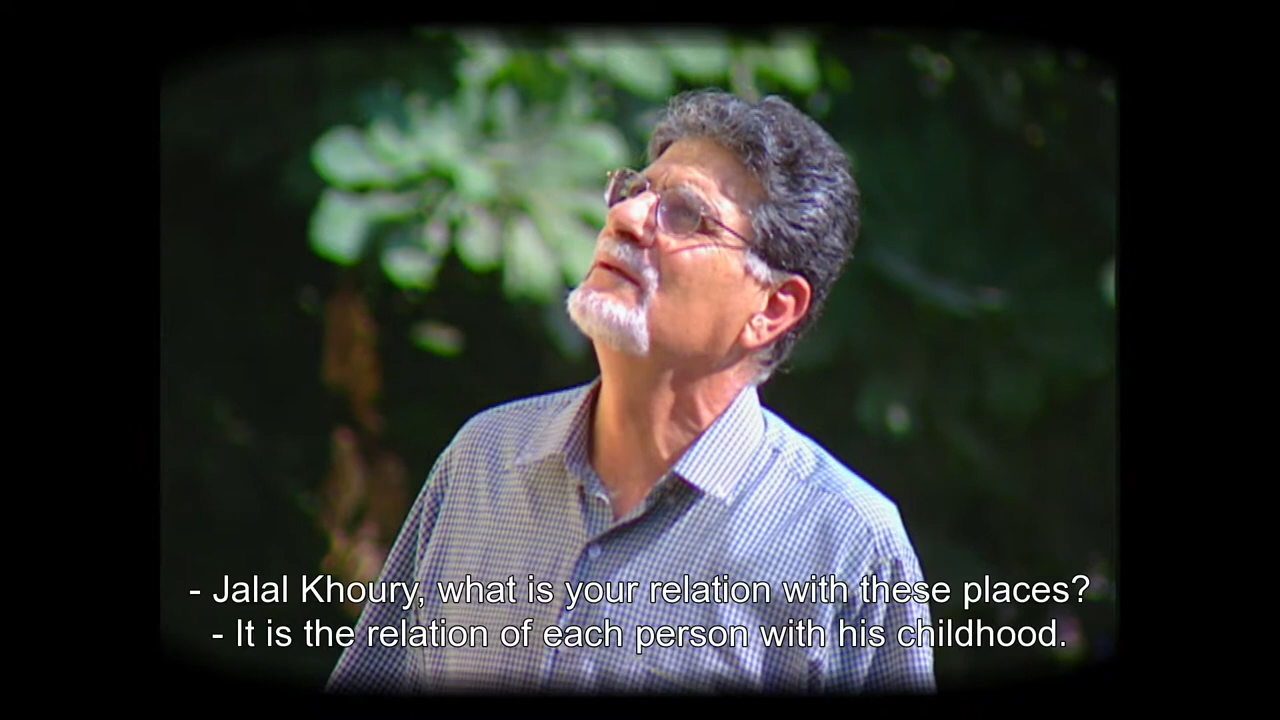 - Jalal Khoury, what is your relation with these places?
- It is the relation of each person with his childhood.